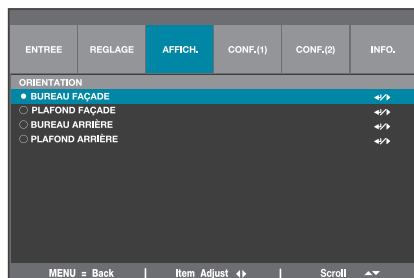 ENTREE REGLAGE AFFICH. CONF.(1) CONF.(2) INFO.
ORIENTATION
BUREAU FAÇADE
PLAFOND FAÇADE
BUREAU ARRIÈRE
PLAFOND ARRIÈRE
MENU = Back | Item Adjust | Scroll